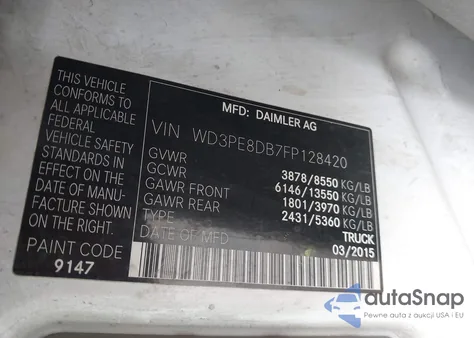 THIS VEHICLE
CONFORMS TO
ALL APPLICABLE
FEDERAL
VEHICLE SAFETY
STANDARDS IN
EFFECT ON THE
DATE OF MANU-
FACTURE SHOWN
ON THE RIGHT.
PAINT CODE
9147
MFD: DAIMLER AG
VIN WD3PE8DB7FP128420
GVWR 3878/8550 KG/LB
GCWR 6146/13550 KG/LB
GAWR FRONT 1801/3970 KG/LB
GAWR REAR 2431/5360 KG/LB
TYPE TRUCK
DATE OF MFD 03/2015
autoSnap
Pewne auta z aukcji USA i EU